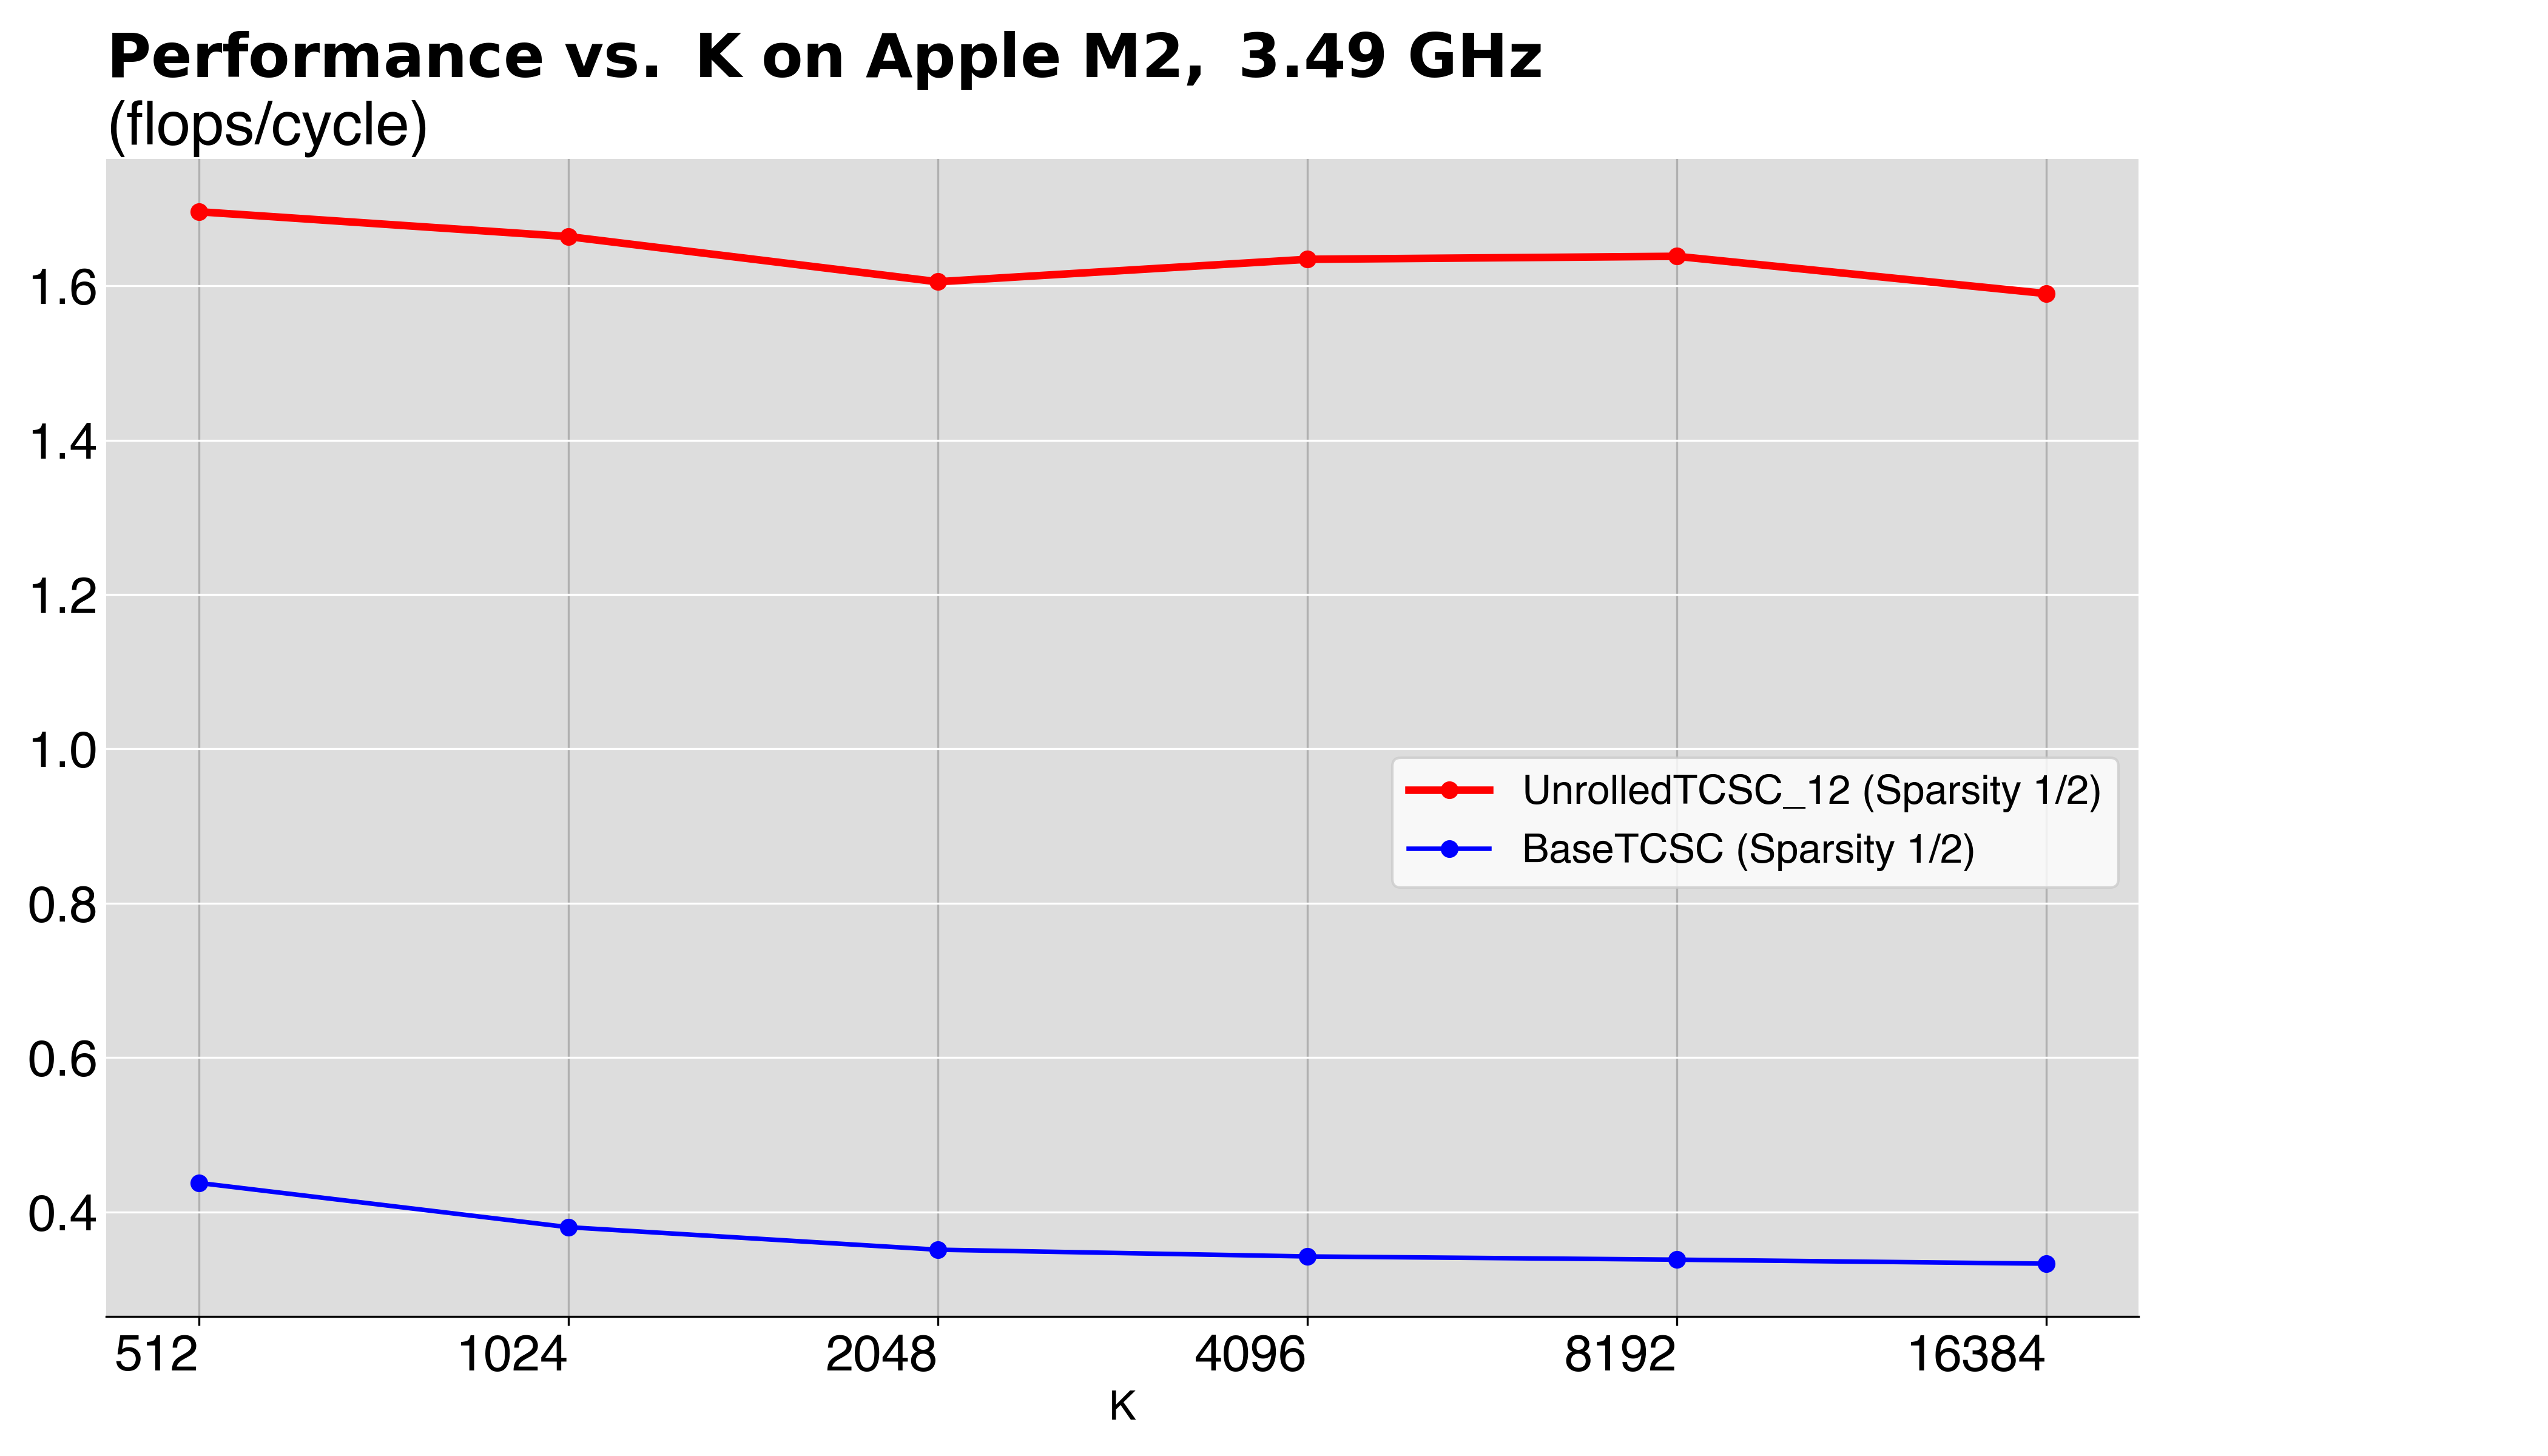 Performance vs. K on Apple M2, 3.49 GHz
(flops/cycle)
1.6
1.4
1.2
1.0
0.8
0.6
0.4
UnrolledTCSC_12 (Sparsity 1/2)
BaseTCSC (Sparsity 1/2)
512 1024 2048 4096 8192 16384
K